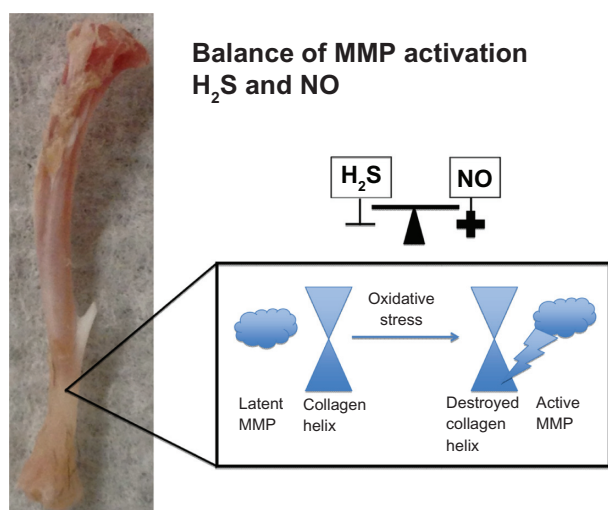 Balance of MMP activation
H₂S and NO
H₂S
NO
Oxidative
stress
Latent
MMP
Collagen
helix
Destroyed
collagen
helix
Active
MMP